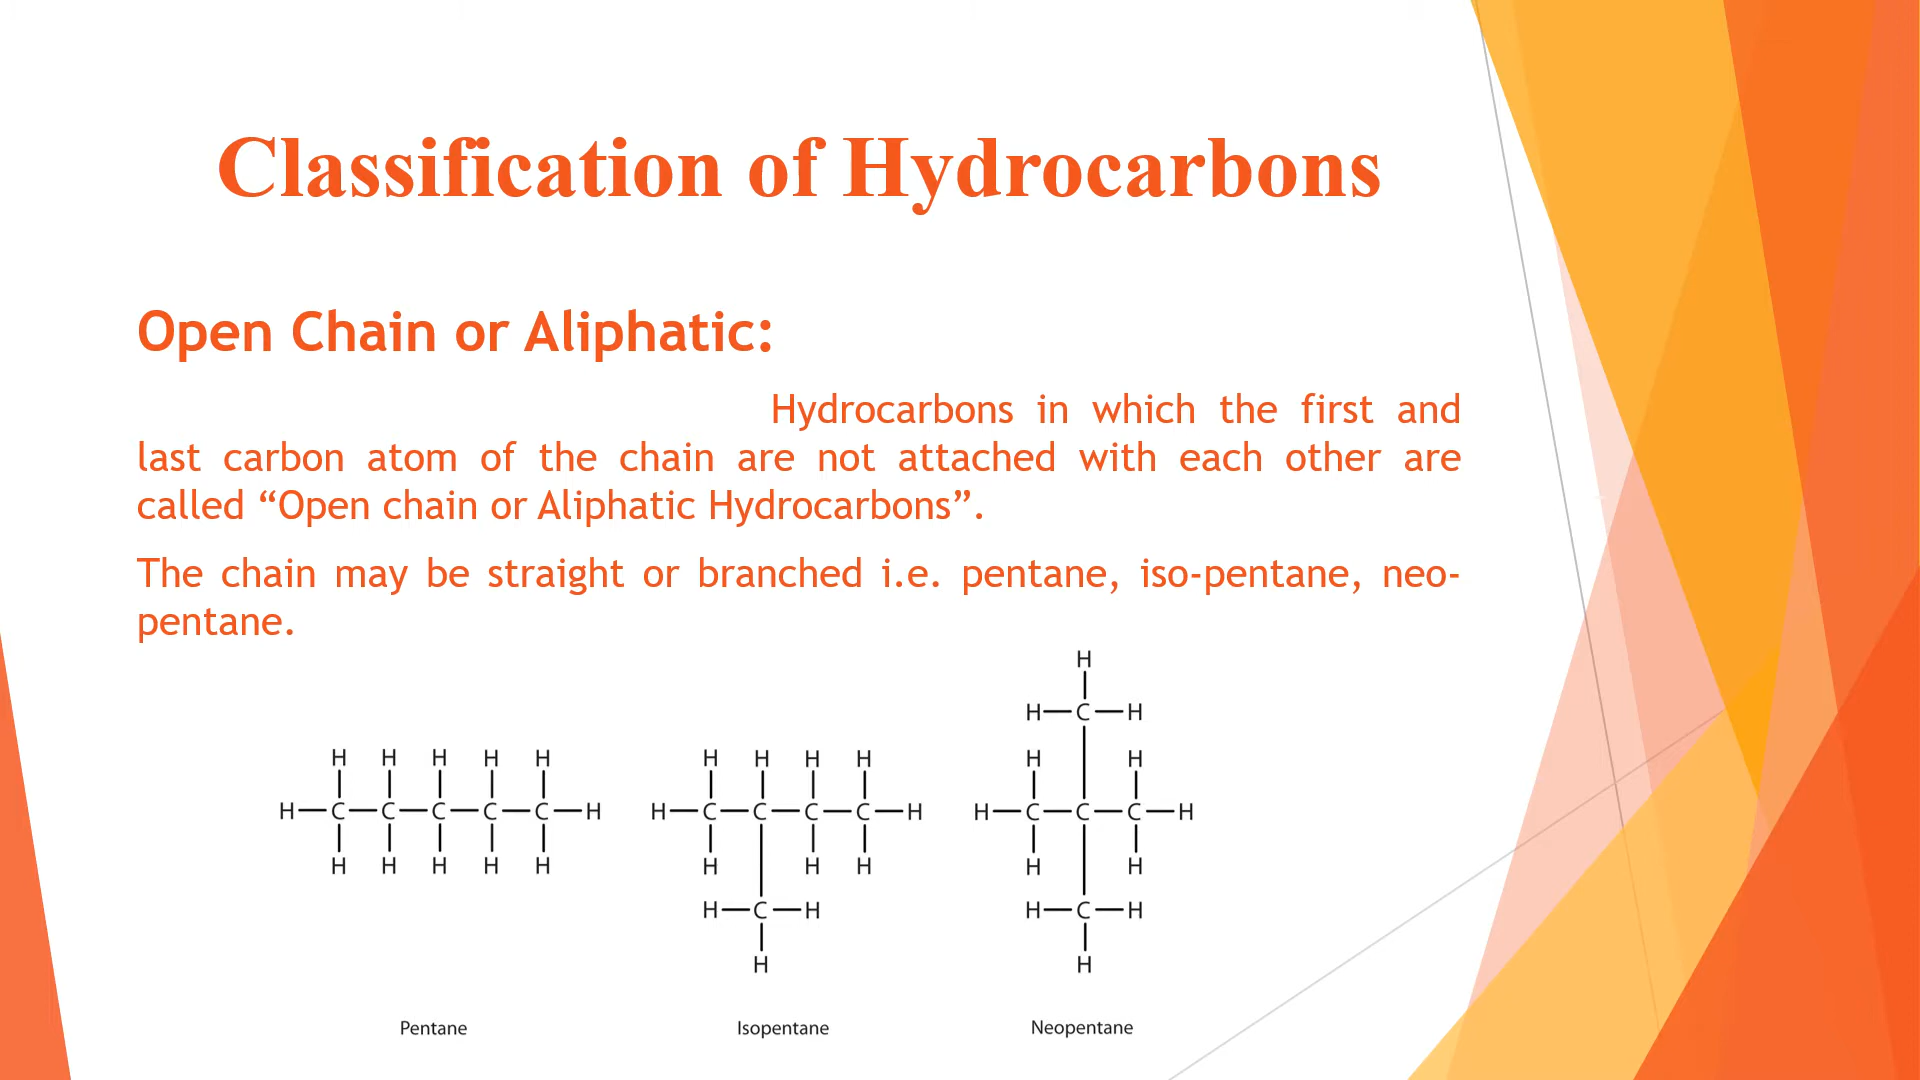 Classification of Hydrocarbons
Open Chain or Aliphatic:
Hydrocarbons in which the first and
last carbon atom of the chain are not attached with each other are
called “Open chain or Aliphatic Hydrocarbons”.
The chain may be straight or branched i.e. pentane, iso-pentane, neo-
pentane.
H
H C H
H H H H H H H H H H H
H C C C C C H H C C C C H H C C C H
H H H H H H H H H H
H C H H C H
H H
Pentane Isopentane Neopentane